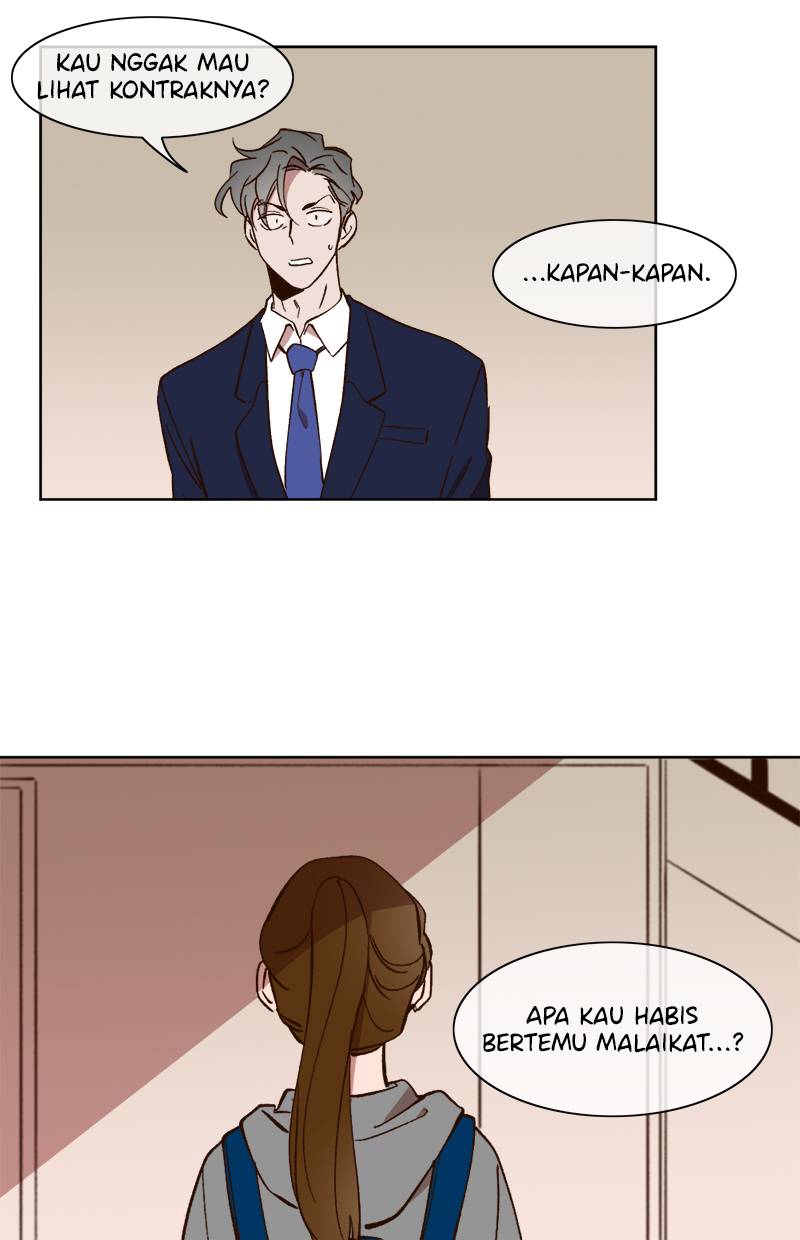 KAU NGGAK MAU
LIHAT KONTRAKNYA?
...KAPAN-KAPAN.
APA KAU HABIS
BERTEMU MALAIKAT...?